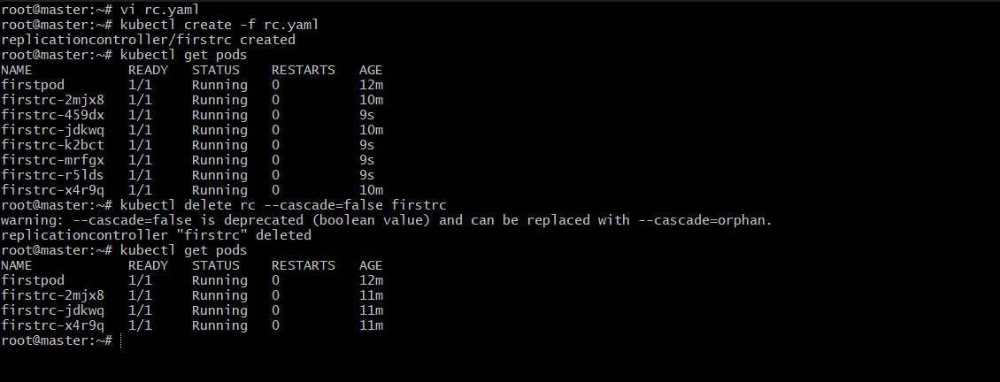 root@master:~# vi rc.yaml
root@master:~# kubectl create -f rc.yaml
replicationcontroller/firstrc created
root@master:~# kubectl get pods
NAME            READY   STATUS    RESTARTS   AGE
firstpod        1/1     Running   0          12m
firstrc-2mjx8   1/1     Running   0          10m
firstrc-459dx   1/1     Running   0          9s
firstrc-jdkwq   1/1     Running   0          10m
firstrc-k2bct   1/1     Running   0          9s
firstrc-mrfgx   1/1     Running   0          9s
firstrc-r5lds   1/1     Running   0          9s
firstrc-x4r9q   1/1     Running   0          10m
root@master:~# kubectl delete rc --cascade=false firstrc
warning: --cascade=false is deprecated (boolean value) and can be replaced with --cascade=orphan.
replicationcontroller "firstrc" deleted
root@master:~# kubectl get pods
NAME            READY   STATUS    RESTARTS   AGE
firstpod        1/1     Running   0          12m
firstrc-2mjx8   1/1     Running   0          11m
firstrc-jdkwq   1/1     Running   0          11m
firstrc-x4r9q   1/1     Running   0          11m
root@master:~#